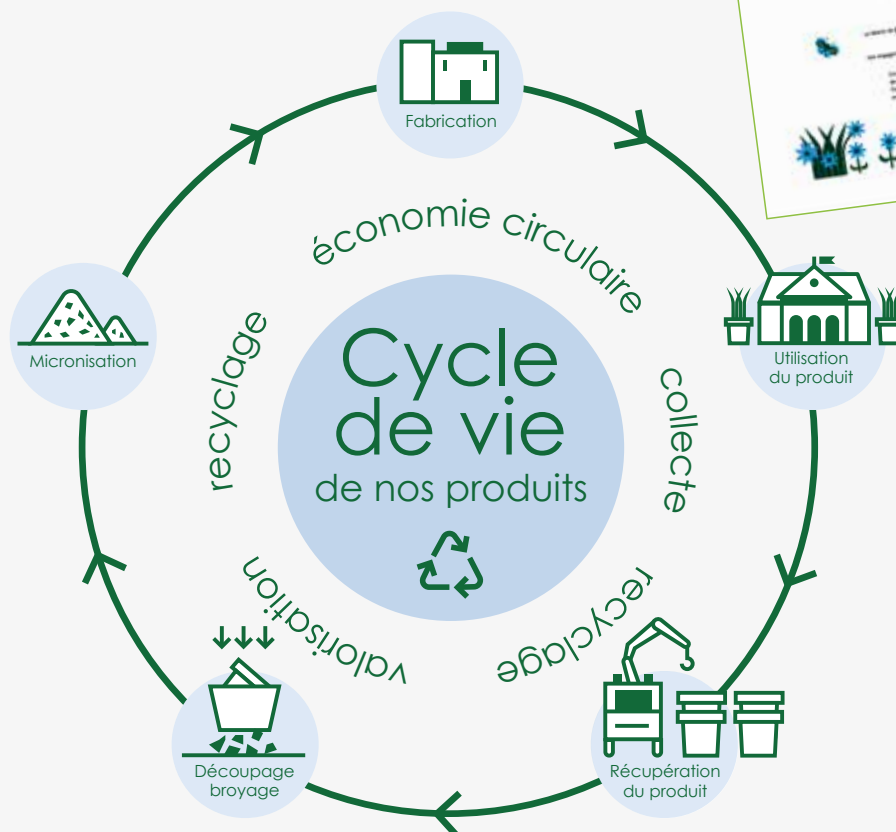 Fabrication
économie circulaire
Utilisation
du produit
collecte
Récupération
du produit
recyclage
Découpage
broyage
valorisation
Micronisation
recyclage
Cycle
de vie
de nos produits